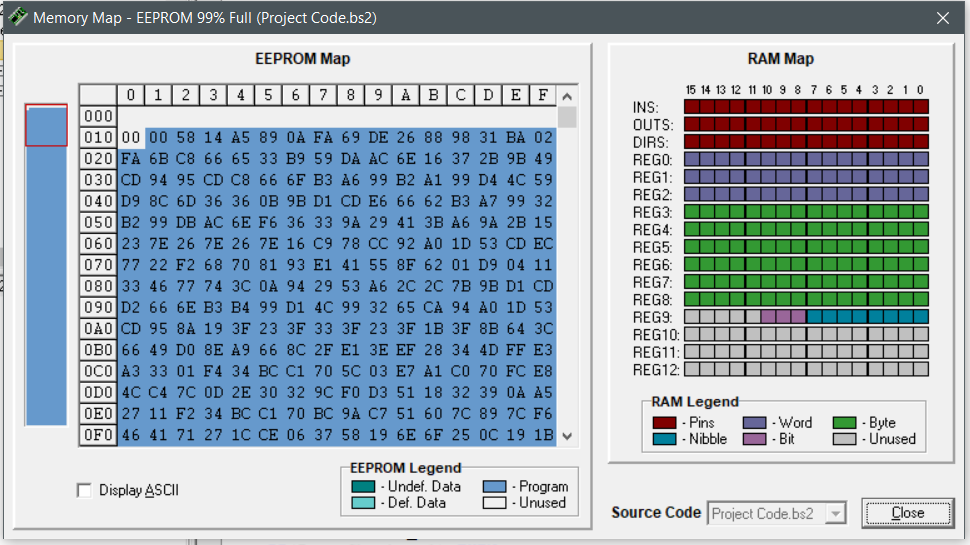 Memory Map - EEPROM 99% Full (Project Code.bs2)
EEPROM Map
0 1 2 3 4 5 6 7 8 9 A B C D E F
000
010 00 00 58 14 A5 89 0A FA 69 DE 26 88 98 31 BA 02
020 FA 6B C8 66 65 33 B9 59 DA AC 6E 16 37 2B 9B 49
030 CD 94 95 CD C8 66 6F B3 A6 99 B2 A1 99 D4 4C 59
040 D9 8C 6D 36 36 0B 9B D1 CD E6 66 62 B3 A7 99 32
050 B2 99 DB AC 6E F6 36 33 9A 29 41 3B A6 9A 2B 15
060 23 7E 26 7E 26 7E 16 C9 78 CC 92 A0 1D 53 CD EC
070 77 22 F2 68 70 81 93 E1 41 55 8F 62 01 D9 04 11
080 33 46 77 74 3C 0A 94 29 53 A6 2C 2C 7B 9B D1 CD
090 D2 66 6E B3 B4 99 D1 4C 99 32 65 CA 94 A0 1D 53
0A0 CD 95 8A 19 3F 23 3F 33 3F 23 3F 1B 3F 8B 64 3C
0B0 66 49 D0 8E A9 66 8C 2F E1 3E EF 28 34 4D FF E3
0C0 A3 33 01 F4 34 BC C1 70 5C 03 E7 A1 C0 70 FC E8
0D0 4C C4 7C 0D 2E 30 32 9C F0 D3 51 18 32 39 0A A5
0E0 27 11 F2 34 BC C1 70 BC 9A C7 51 60 7C 89 7C F6
0F0 46 41 71 27 1C CE 06 37 58 19 6E 6F 25 0C 19 1B
Display ASCII
EEPROM Legend
- Undef. Data - Program
- Def. Data - Unused
RAM Map
15 14 13 12 11 10 9 8 7 6 5 4 3 2 1 0
INS:
OUTS:
DIRS:
REG0:
REG1:
REG2:
REG3:
REG4:
REG5:
REG6:
REG7:
REG8:
REG9:
REG10:
REG11:
REG12:
RAM Legend
- Pins - Word - Byte
- Nibble - Bit - Unused
Source Code Project Code.bs2 Close